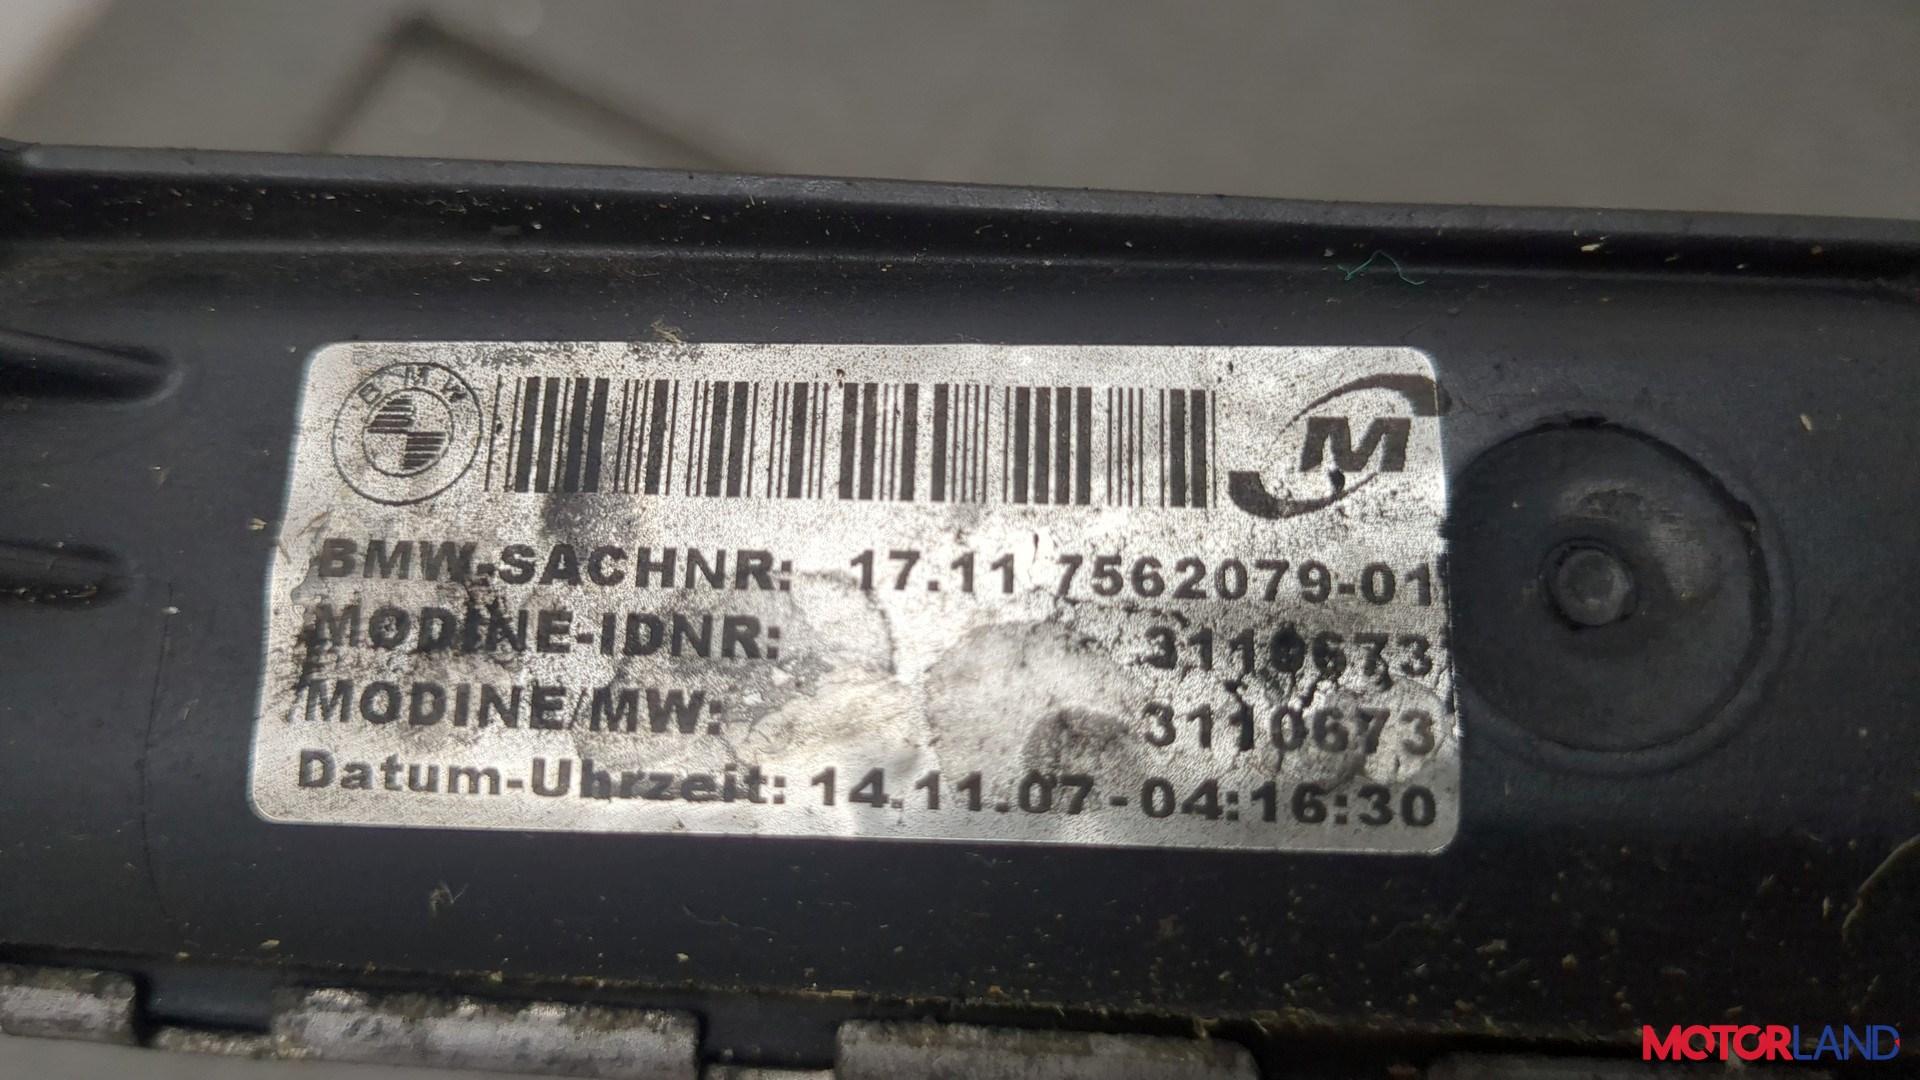 BMW
M
BMW-SACHNR: 17.11 7562079-01
MODINE-IDNR: 3110673
MODINE/MW: 3110673
Datum-Uhrzeit: 14.11.07 - 04:16:30
MOTORLAND